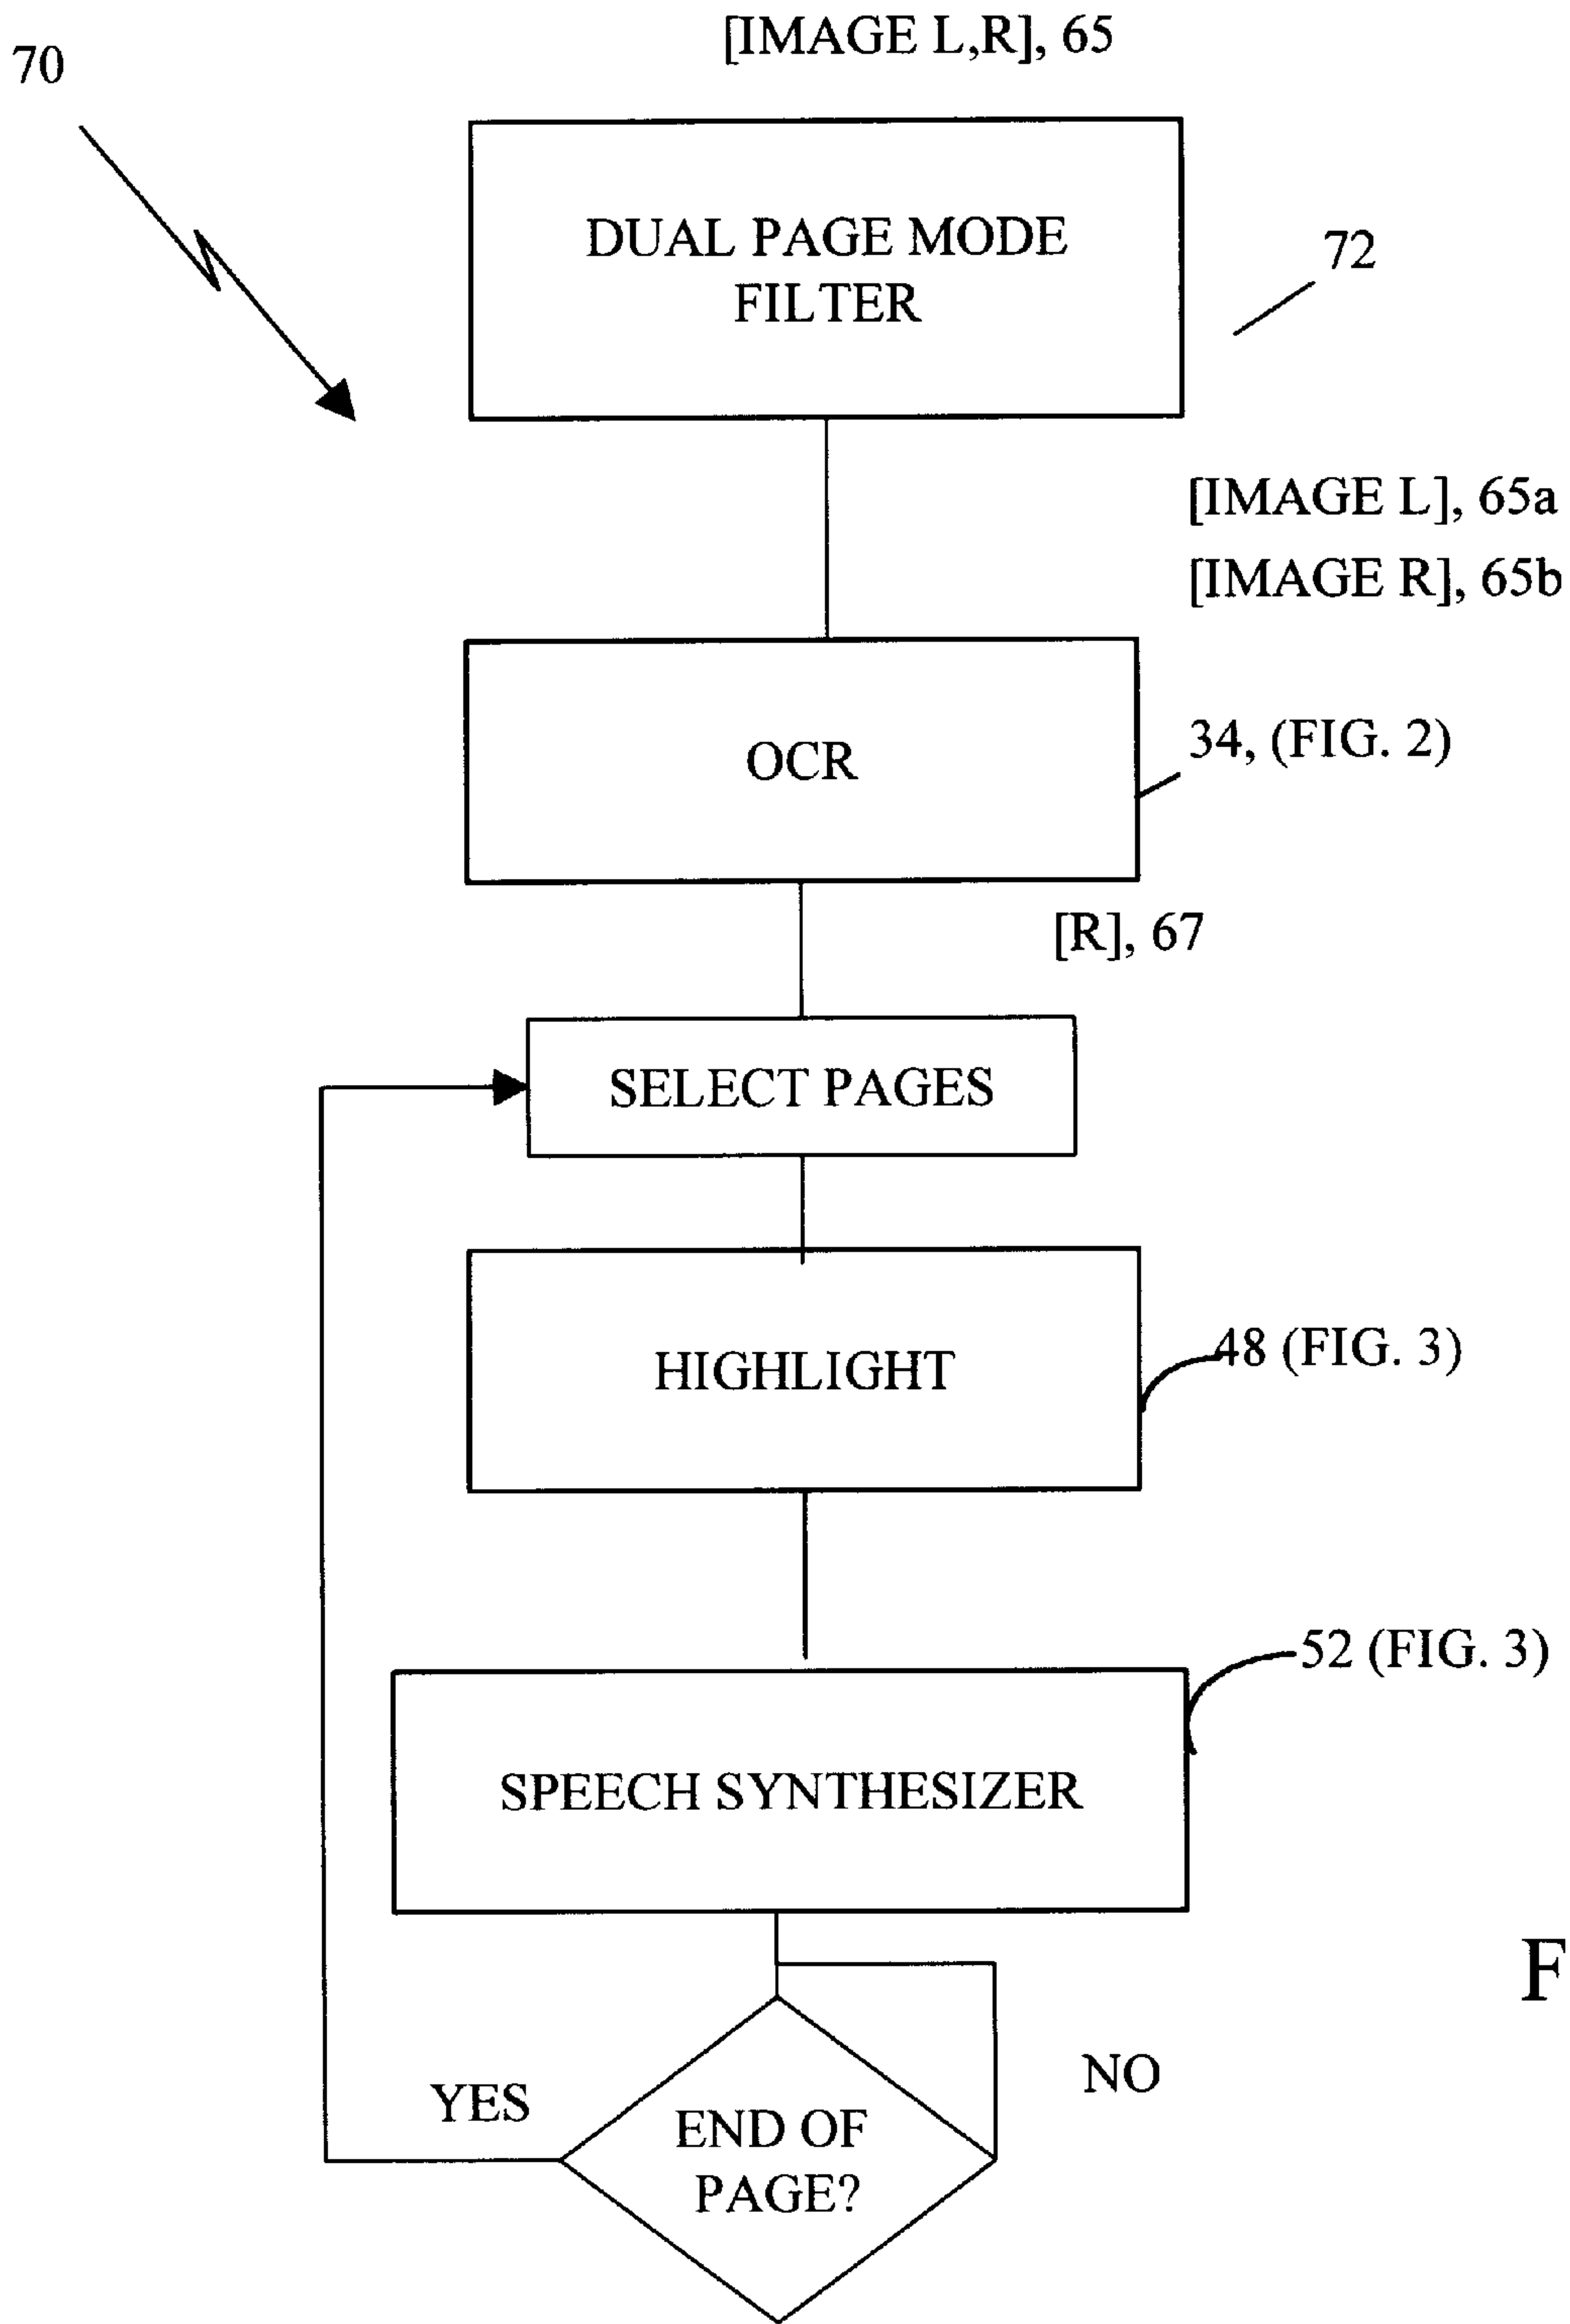 [IMAGE L,R], 65
70
DUAL PAGE MODE
FILTER
72
[IMAGE L], 65a
[IMAGE R], 65b
OCR
34, (FIG. 2)
[R], 67
SELECT PAGES
HIGHLIGHT
48 (FIG. 3)
52 (FIG. 3)
SPEECH SYNTHESIZER
F
YES
NO
END OF
PAGE?